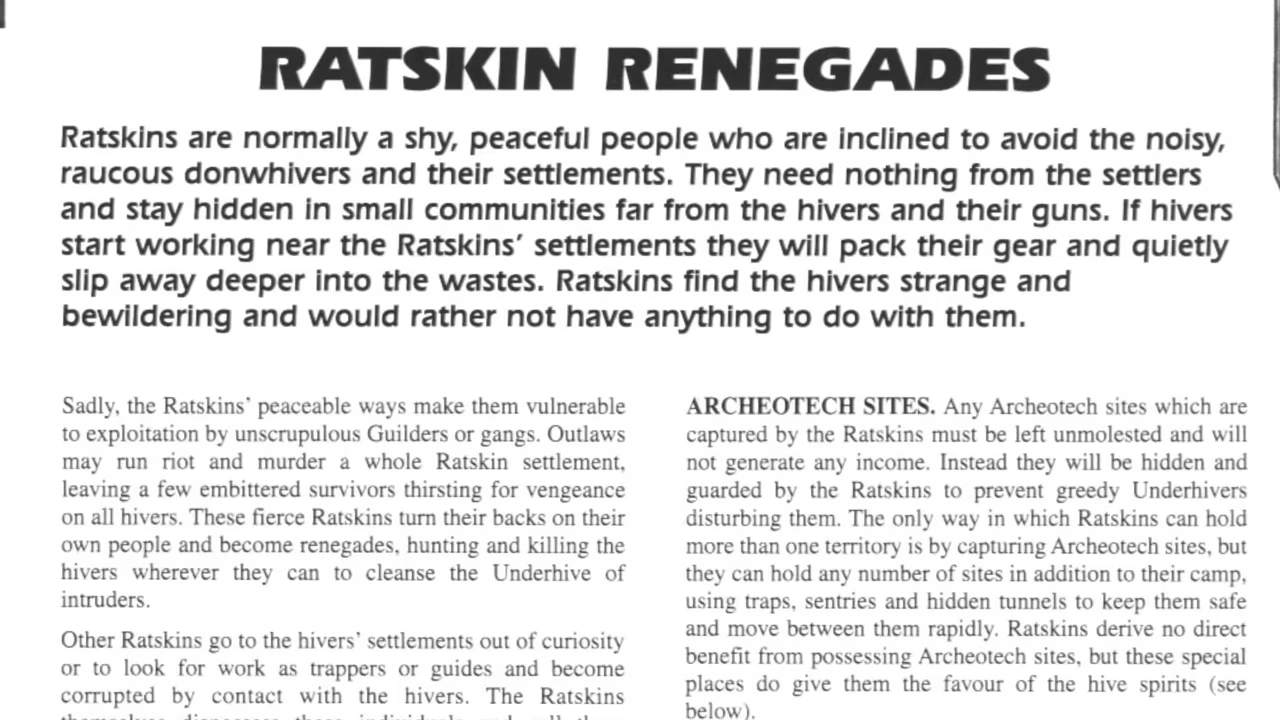 RATSKIN RENEGADES
Ratskins are normally a shy, peaceful people who are inclined to avoid the noisy,
raucous donwhivers and their settlements. They need nothing from the settlers
and stay hidden in small communities far from the hivers and their guns. If hivers
start working near the Ratskins' settlements they will pack their gear and quietly
slip away deeper into the wastes. Ratskins find the hivers strange and
bewildering and would rather not have anything to do with them.
Sadly, the Ratskins' peaceable ways make them vulnerable
to exploitation by unscrupulous Guilders or gangs. Outlaws
may run riot and murder a whole Ratskin settlement,
leaving a few embittered survivors thirsting for vengeance
on all hivers. These fierce Ratskins turn their backs on their
own people and become renegades, hunting and killing the
hivers wherever they can to cleanse the Underhive of
intruders.
Other Ratskins go to the hivers' settlements out of curiosity
or to look for work as trappers or guides and become
corrupted by contact with the hivers. The Ratskins
ARCHEOTECH SITES. Any Archeotech sites which are
captured by the Ratskins must be left unmolested and will
not generate any income. Instead they will be hidden and
guarded by the Ratskins to prevent greedy Underhivers
disturbing them. The only way in which Ratskins can hold
more than one territory is by capturing Archeotech sites, but
they can hold any number of sites in addition to their camp,
using traps, sentries and hidden tunnels to keep them safe
and move between them rapidly. Ratskins derive no direct
benefit from possessing Archeotech sites, but these special
places do give them the favour of the hive spirits (see
below).